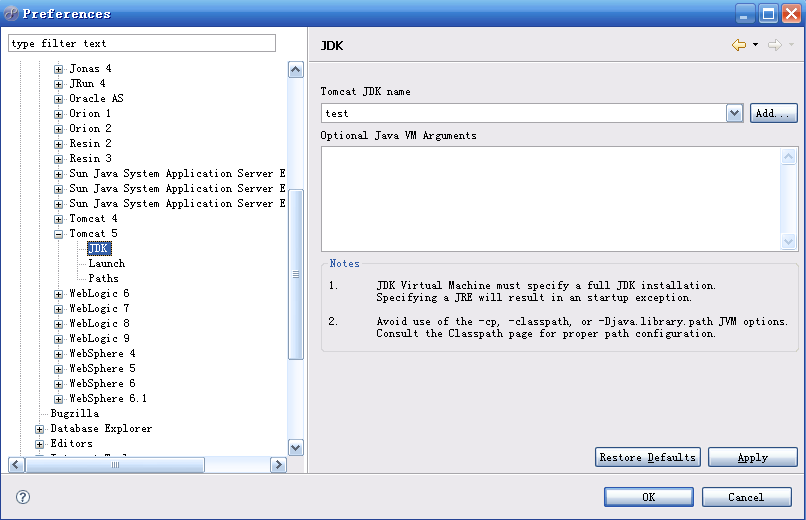 Preferences
type filter text
Jonas 4
JRun 4
Oracle AS
Orion 1
Orion 2
Resin 2
Resin 3
Sun Java System Application Server E
Sun Java System Application Server E
Sun Java System Application Server E
Tomcat 4
Tomcat 5
JDK
Launch
Paths
WebLogic 6
WebLogic 7
WebLogic 8
WebLogic 9
WebSphere 4
WebSphere 5
WebSphere 6
WebSphere 6.1
Bugzilla
Database Explorer
Editors
JDK
Tomcat JDK name
test
Add...
Optional Java VM Arguments
Notes
1. JDK Virtual Machine must specify a full JDK installation.
Specifying a JRE will result in an startup exception.
2. Avoid use of the -cp, -classpath, or -Djava.library.path JVM options.
Consult the Classpath page for proper path configuration.
Restore Defaults
Apply
?
OK
Cancel